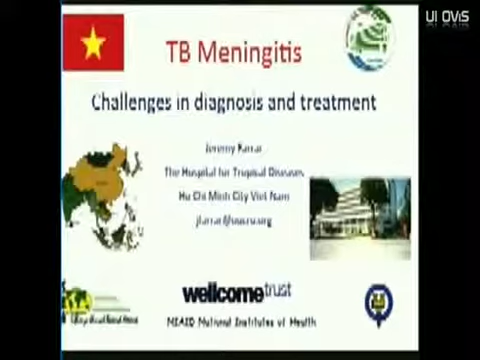 UI OVIS
TB Meningitis
Challenges in diagnosis and treatment
Jeremy Farrar
The Hospital for Tropical Diseases
Ho Chi Minh City Viet Nam
wellcome trust
NIAID National Institutes of Health